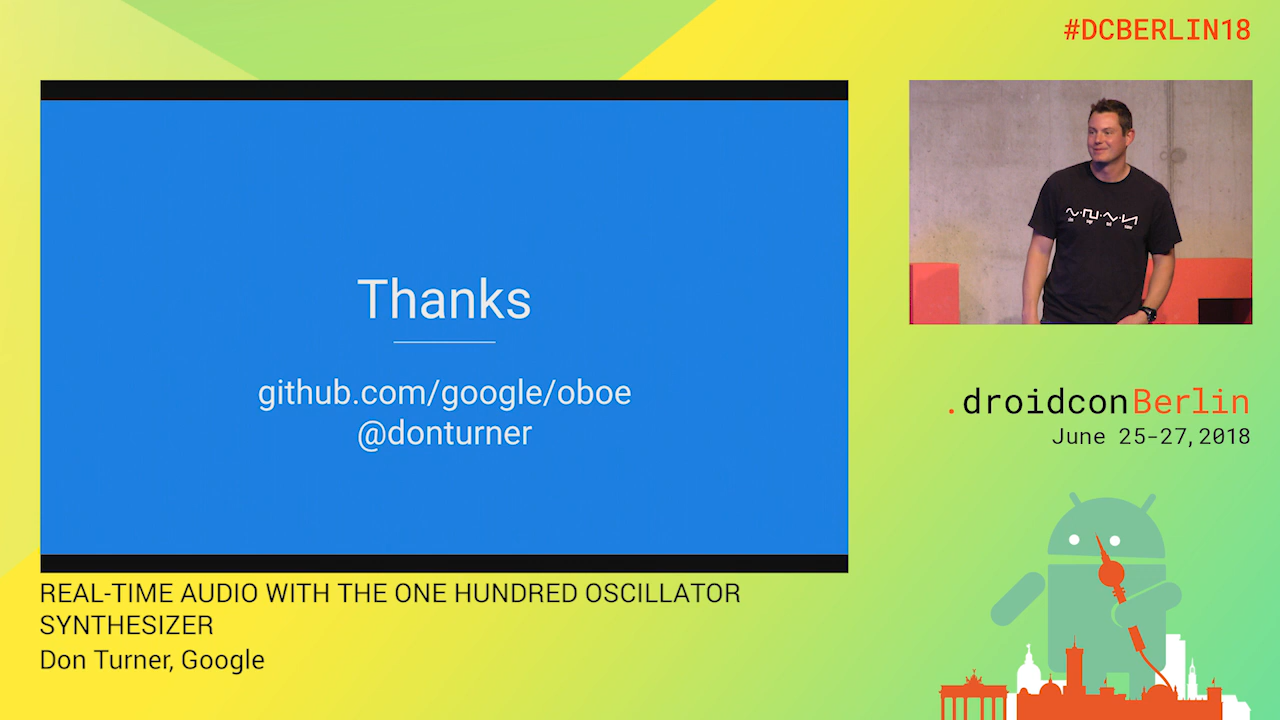 #DCBERLIN18
Thanks
github.com/google/oboe
@donturner
.droidconBerlin
June 25-27, 2018
REAL-TIME AUDIO WITH THE ONE HUNDRED OSCILLATOR
SYNTHESIZER
Don Turner, Google